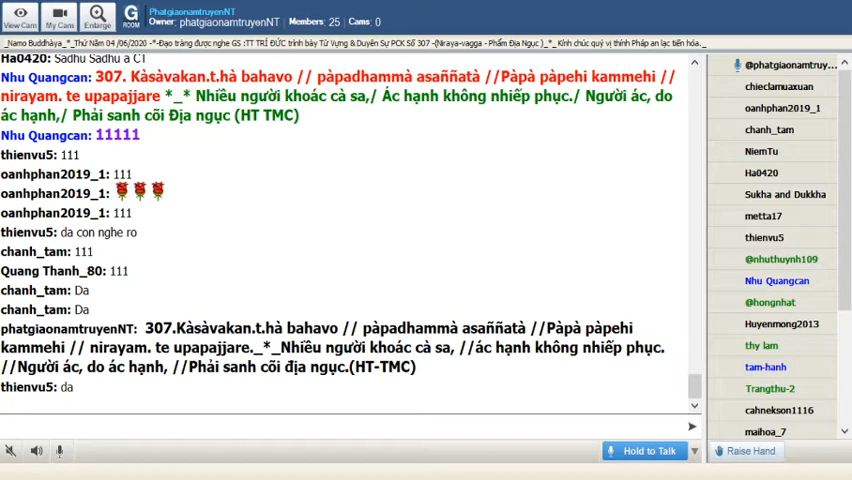 View Cam
My Cam
Enlarge
G
ROOM
PhatgiaonamtruyenNT
Owner: phatgiaonamtruyenNT Members: 25 Cams: 0
_Namo Buddhàya_*_Thứ Năm 04 /06/2020 -*-Đạo tràng được nghe GS :TT TRÍ ĐỨC trình bày Từ Vựng & Duyên Sự PCK Số 307 -(Niraya-vagga - Phẩm Địa Ngục )_*_ Kính chúc quý vị thính Pháp an lạc tiến hóa._
Ha0420: Sadhu Sadhu ạ CT
Nhu Quangcan: 307. Kàsàvakan.t.hà bahavo // pàpadhammà asaññatà //Pàpà pàpehi kammehi //
nirayam. te upapajjare *_* Nhiều người khoác cà sa,/ Ác hạnh không nhiếp phục./ Người ác, do
ác hạnh,/ Phải sanh cõi Địa ngục (HT TMC)
Nhu Quangcan: 11111
thienvu5: 111
oanhphan2019_1: 111
oanhphan2019_1:
oanhphan2019_1: 111
thienvu5: da con nghe ro
chanh_tam: 111
Quang Thanh_80: 111
chanh_tam: Da
chanh_tam: Da
phatgiaonamtruyenNT: 307.Kàsàvakan.t.hà bahavo // pàpadhammà asaññatà //Pàpà pàpehi
kammehi // nirayam. te upapajjare._*_Nhiều người khoác cà sa, //ác hạnh không nhiếp phục.
//Người ác, do ác hạnh, //Phải sanh cõi địa ngục.(HT-TMC)
thienvu5: da
@phatgiaonamtruy...
chieclamuaxuan
oanhphan2019_1
chanh_tam
NiemTu
Ha0420
Sukha and Dukkha
metta17
thienvu5
@nhuthuynh109
Nhu Quangcan
@hongnhat
Huyenmong2013
thy lam
tam-hanh
Trangthu-2
cahnekson1116
maihoa_7
Hold to Talk
Raise Hand